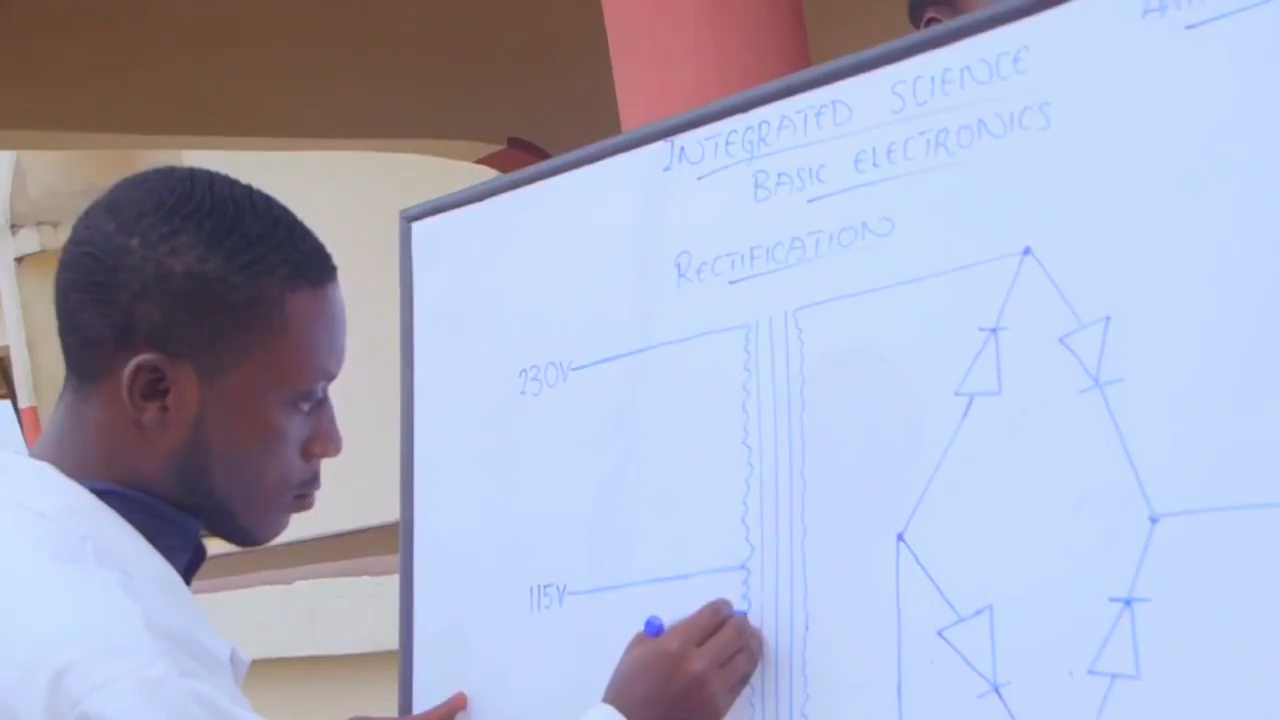 INTEGRATED SCIENCE
BASIC ELECTRONICS
RECTIFICATION
230V
115V